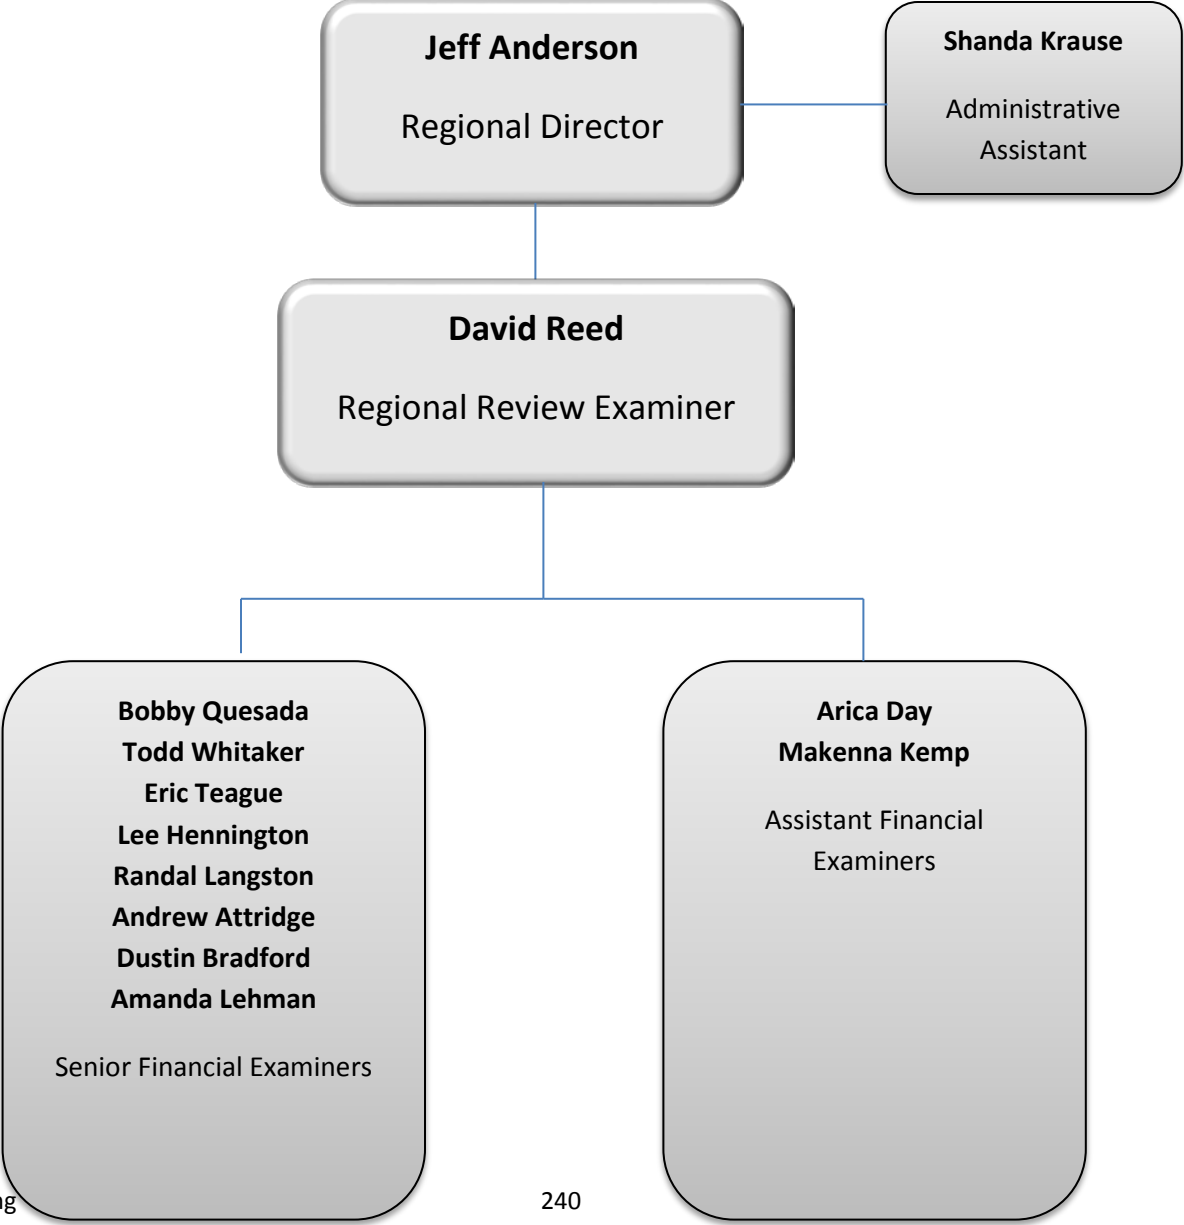 Jeff Anderson
Regional Director
Shanda Krause
Administrative
Assistant
David Reed
Regional Review Examiner
Bobby Quesada
Todd Whitaker
Eric Teague
Lee Hennington
Randal Langston
Andrew Attridge
Dustin Bradford
Amanda Lehman
Senior Financial Examiners
Arica Day
Makenna Kemp
Assistant Financial
Examiners
240